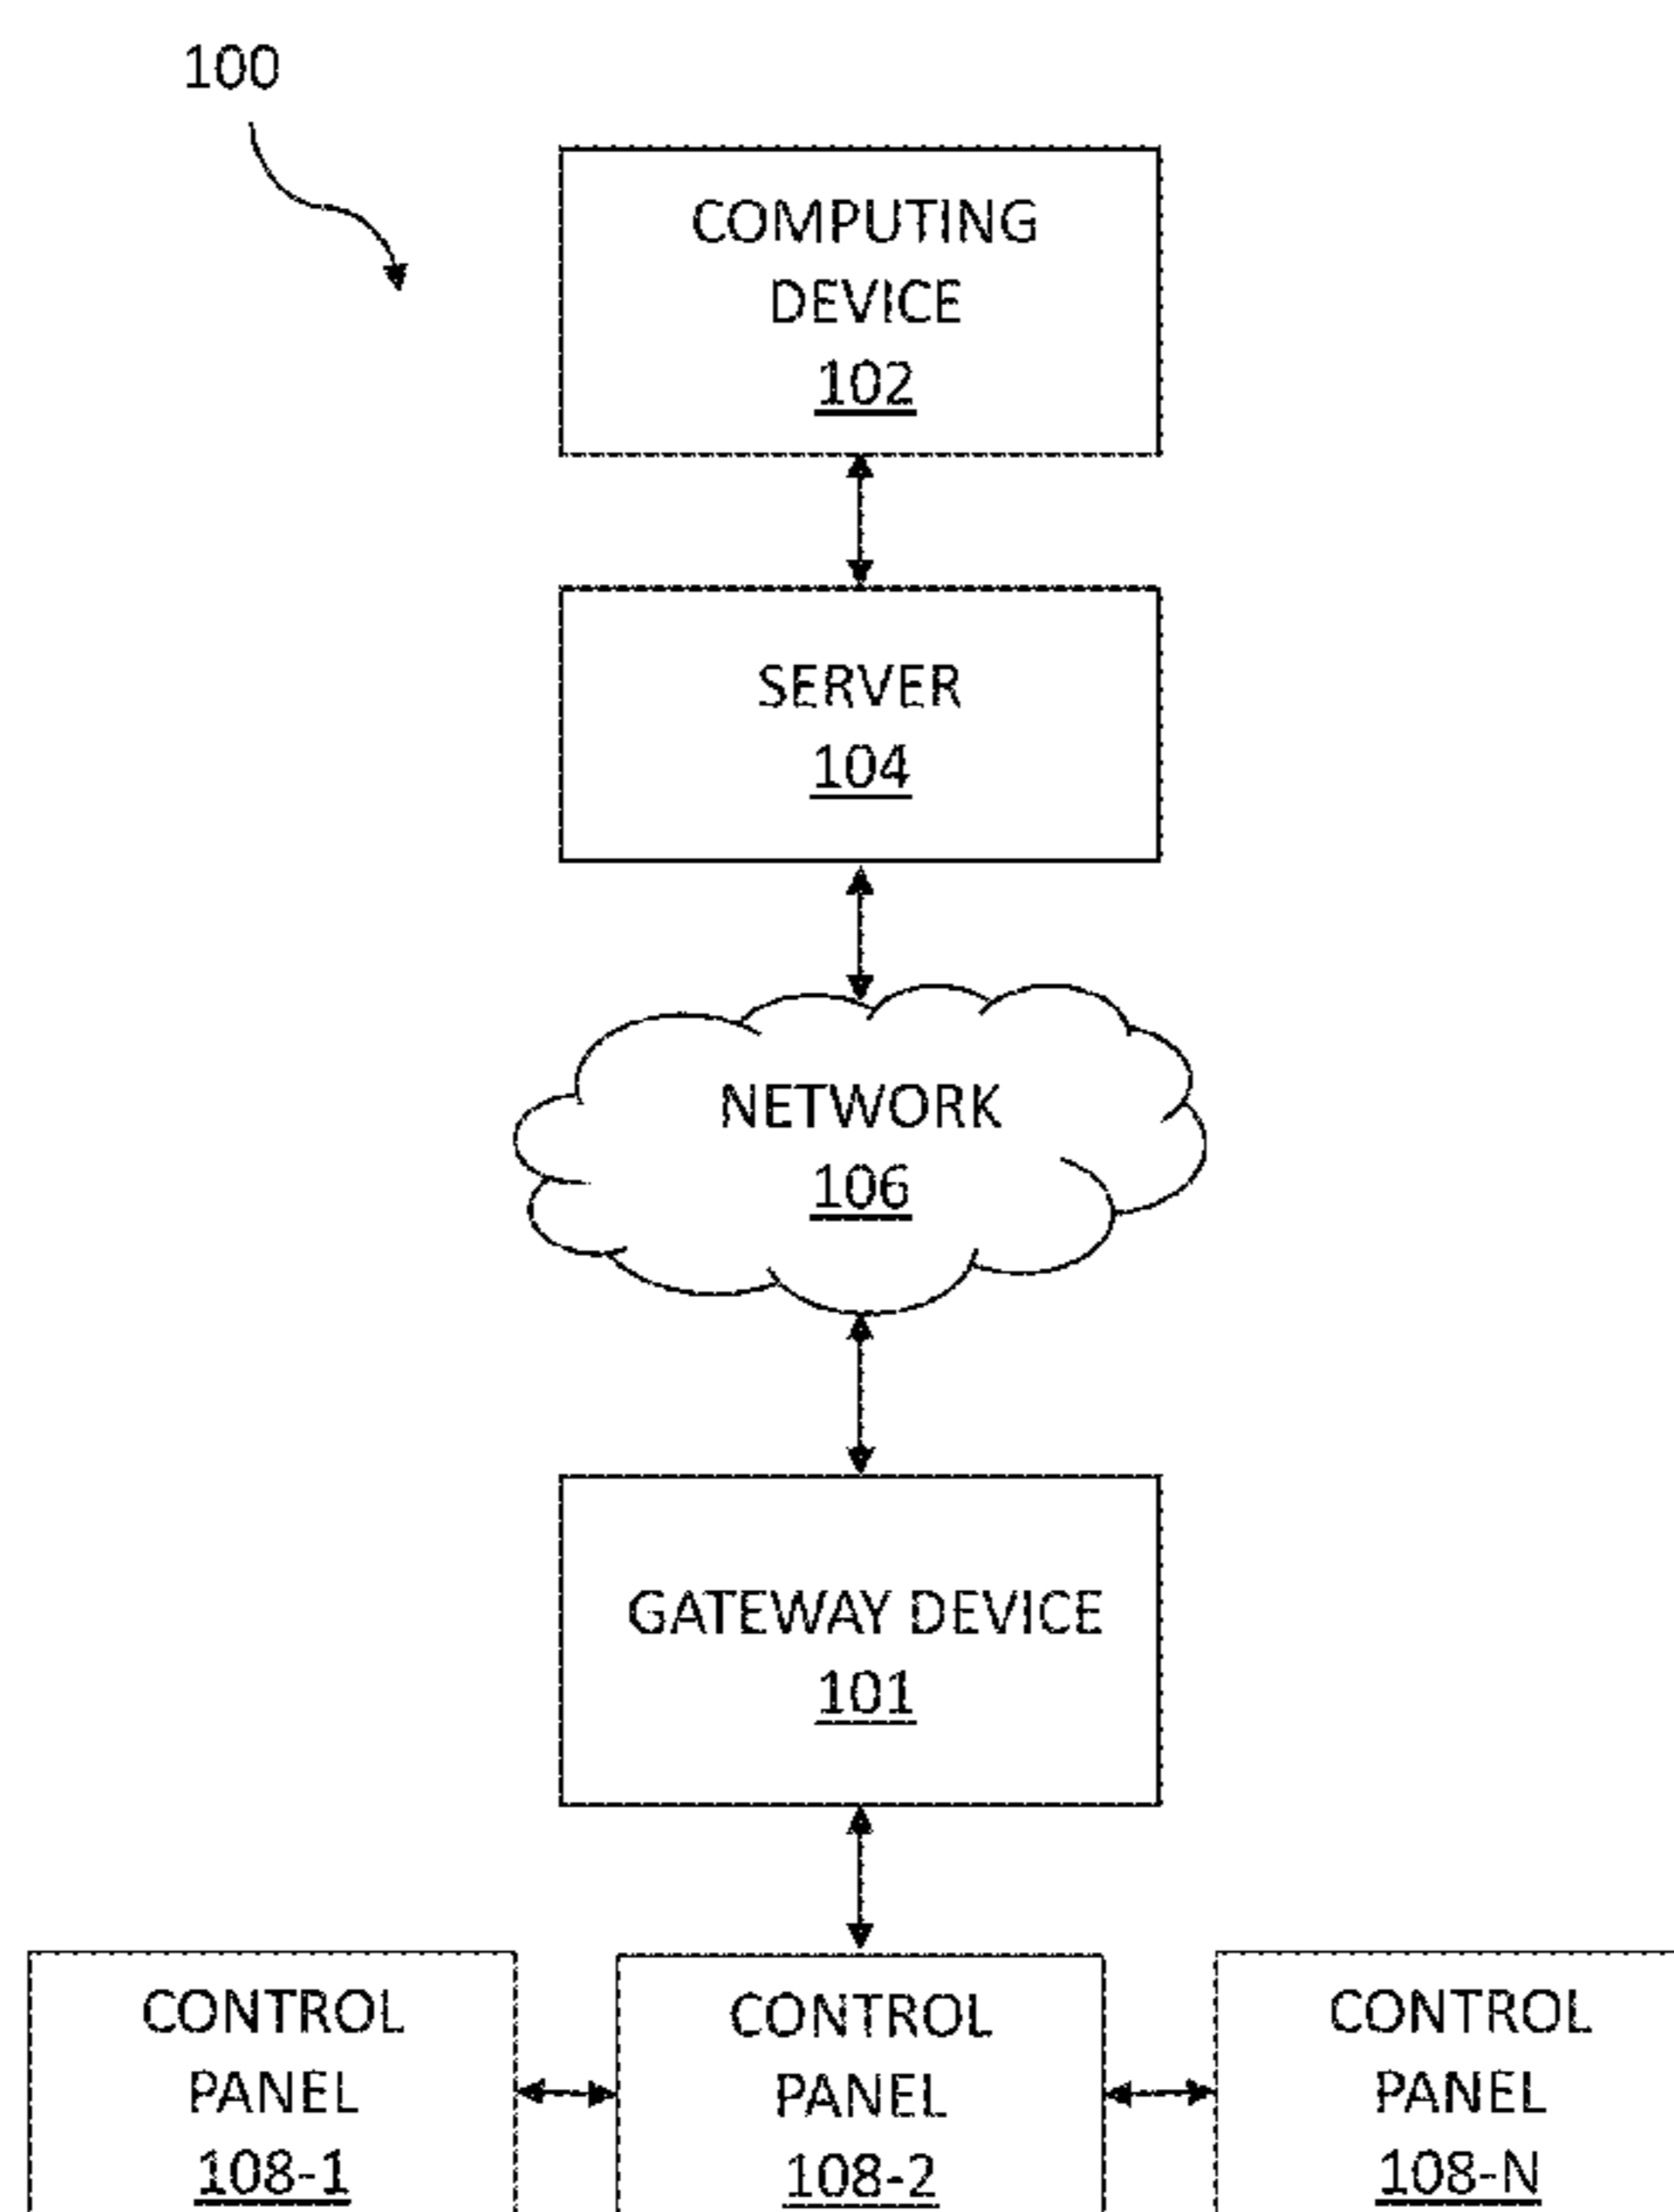 100
COMPUTING
DEVICE
102
SERVER
104
NETWORK
106
GATEWAY DEVICE
101
CONTROL
PANEL
108-1
CONTROL
PANEL
108-2
CONTROL
PANEL
108-N